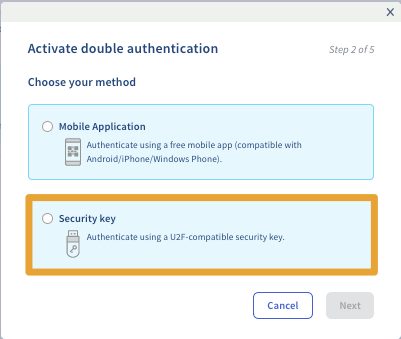 Activate double authentication
Step 2 of 5
Choose your method
Mobile Application
Authenticate using a free mobile app (compatible with
Android/iPhone/Windows Phone).
Security key
Authenticate using a U2F-compatible security key.
Cancel
Next